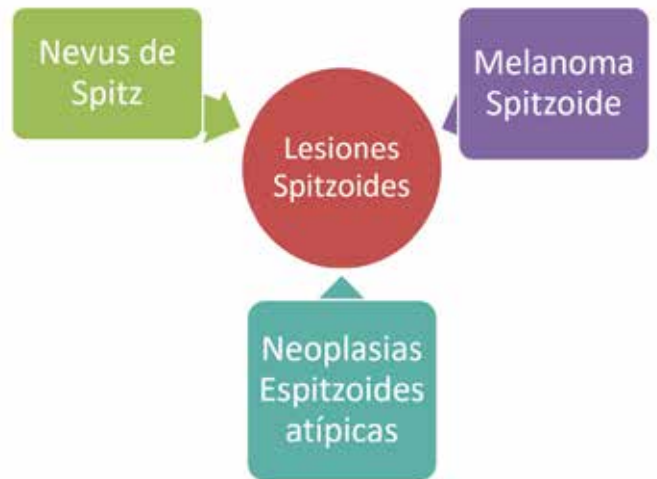 Nevus de
Spitz
Melanoma
Spitzoide
Lesiones
Spitzoides
Neoplasias
Espitzoides
atípicas